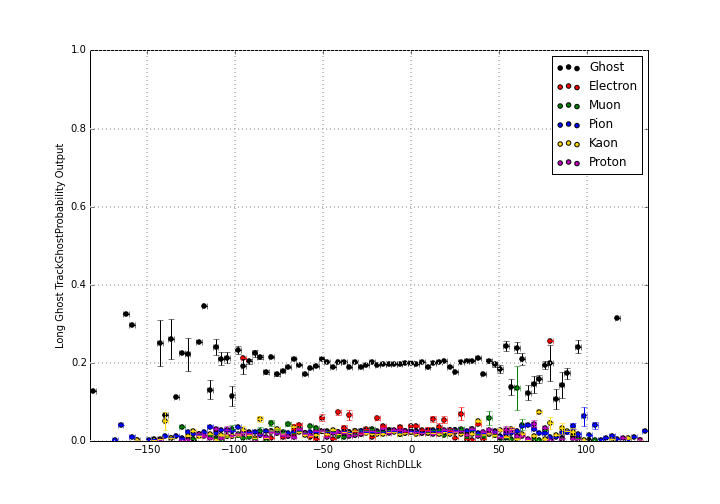 1.0
0.8
0.6
0.4
0.2
0.0
Long Ghost TrackGhostProbability Output
Ghost
Electron
Muon
Pion
Kaon
Proton
−150 −100 −50 0 50 100
Long Ghost RichDLLk